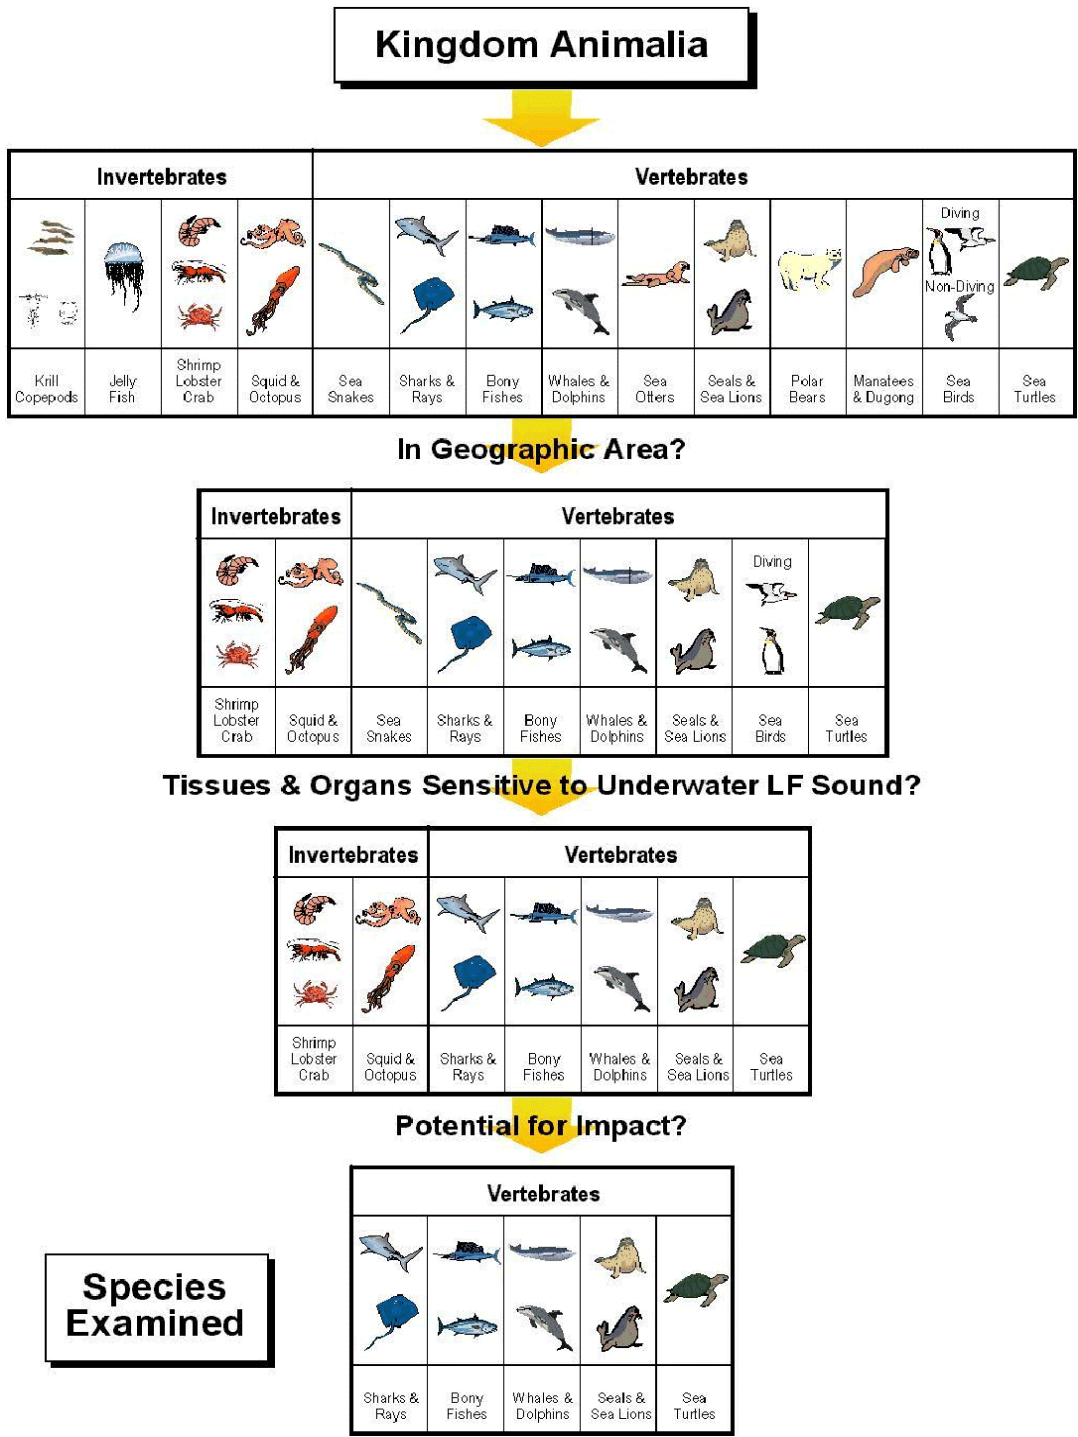 Kingdom Animalia
Invertebrates
Vertebrates
Diving
Non-Diving
Krill
Copepods
Jelly
Fish
Shrimp
Lobster
Crab
Squid &
Octopus
Sea
Snakes
Sharks &
Rays
Bony
Fishes
Whales &
Dolphins
Sea
Otters
Seals &
Sea Lions
Polar
Bears
Manatees
& Dugong
Sea
Birds
Sea
Turtles
In Geographic Area?
Invertebrates
Vertebrates
Diving
Shrimp
Lobster
Crab
Squid &
Octopus
Sea
Snakes
Sharks &
Rays
Bony
Fishes
Whales &
Dolphins
Seals &
Sea Lions
Sea
Birds
Sea
Turtles
Tissues & Organs Sensitive to Underwater LF Sound?
Invertebrates
Vertebrates
Shrimp
Lobster
Crab
Squid &
Octopus
Sharks &
Rays
Bony
Fishes
Whales &
Dolphins
Seals &
Sea Lions
Sea
Turtles
Potential for Impact?
Vertebrates
Species
Examined
Sharks &
Rays
Bony
Fishes
Whales &
Dolphins
Seals &
Sea Lions
Sea
Turtles